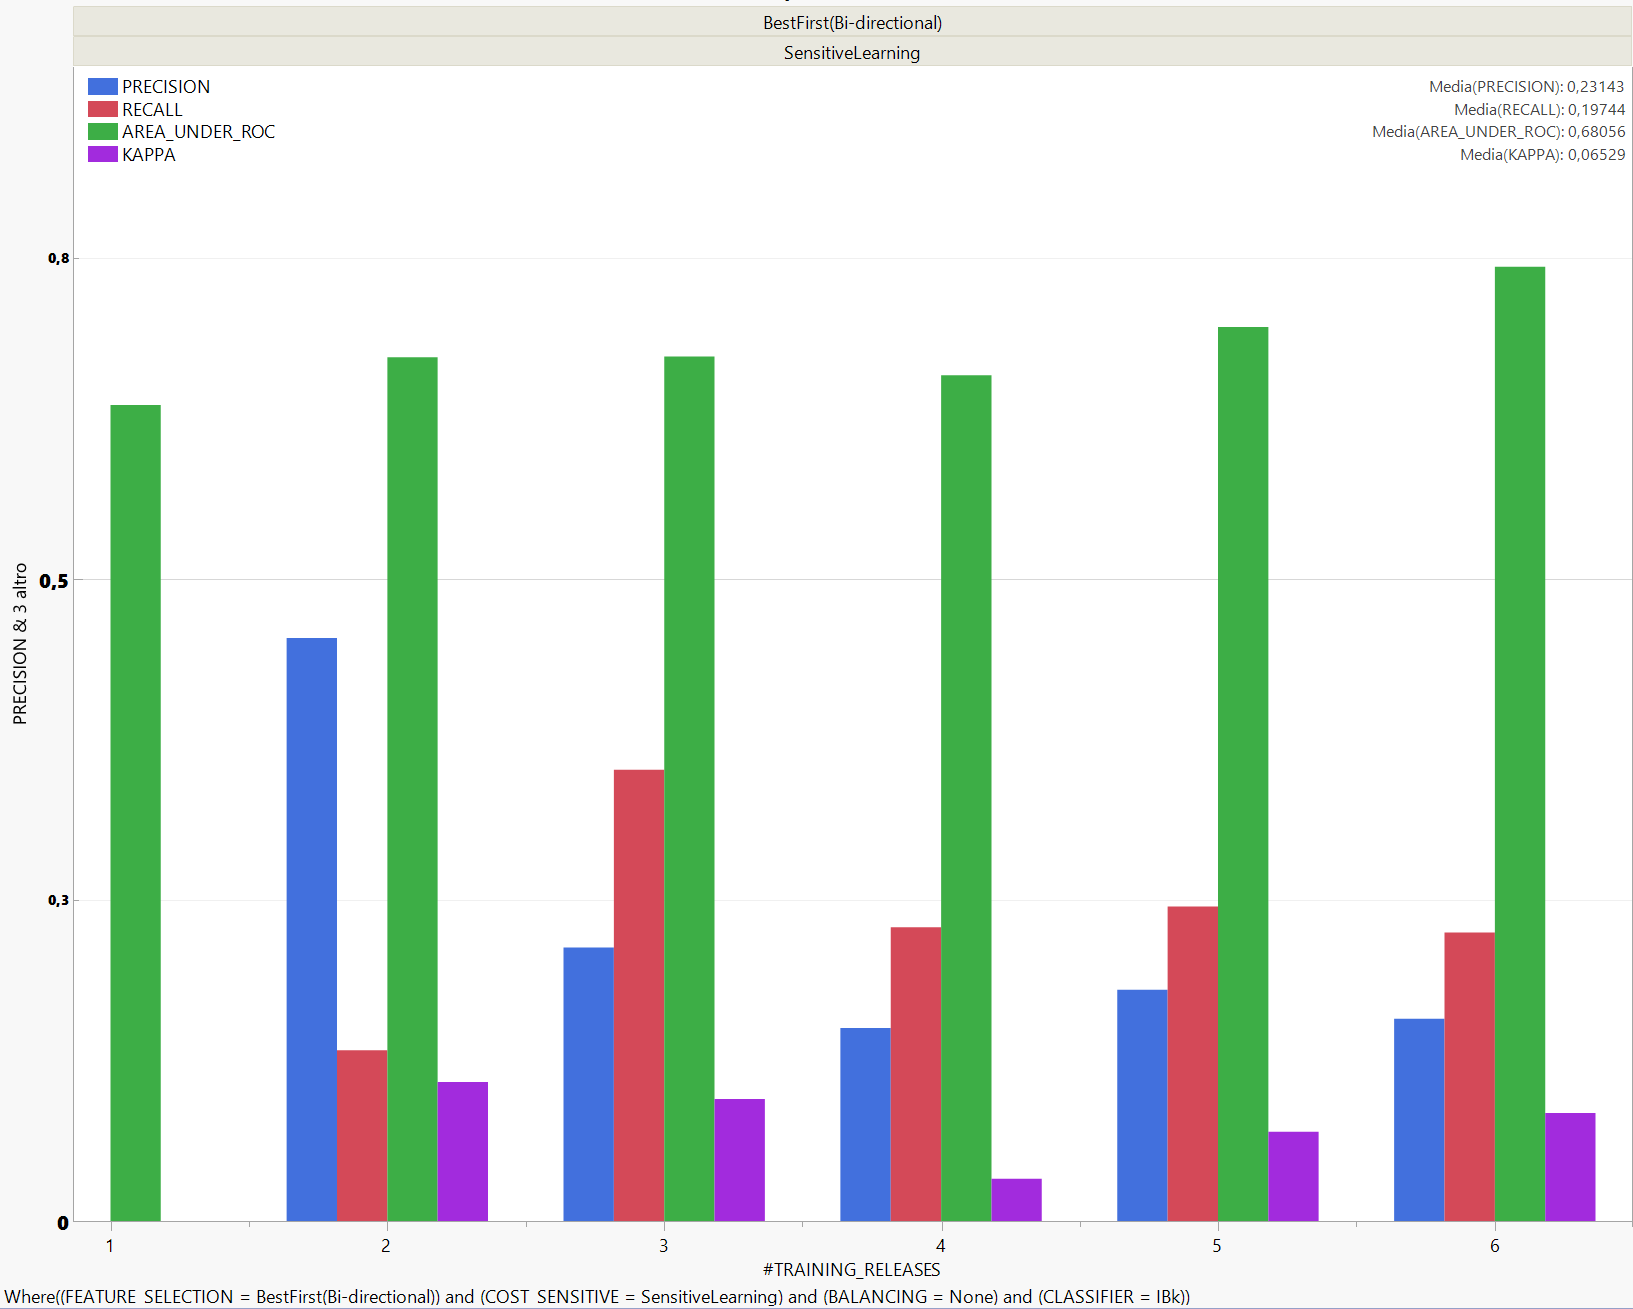 BestFirst(Bi-directional)
SensitiveLearning
PRECISION
RECALL
AREA_UNDER_ROC
KAPPA
Media(PRECISION): 0,23143
Media(RECALL): 0,19744
Media(AREA_UNDER_ROC): 0,68056
Media(KAPPA): 0,06529
PRECISION & 3 altro
0,8
0,5
0,3
0
1 2 3 4 5 6
#TRAINING_RELEASES
Where((FEATURE_SELECTION = BestFirst(Bi-directional)) and (COST_SENSITIVE = SensitiveLearning) and (BALANCING = None) and (CLASSIFIER = IBk))